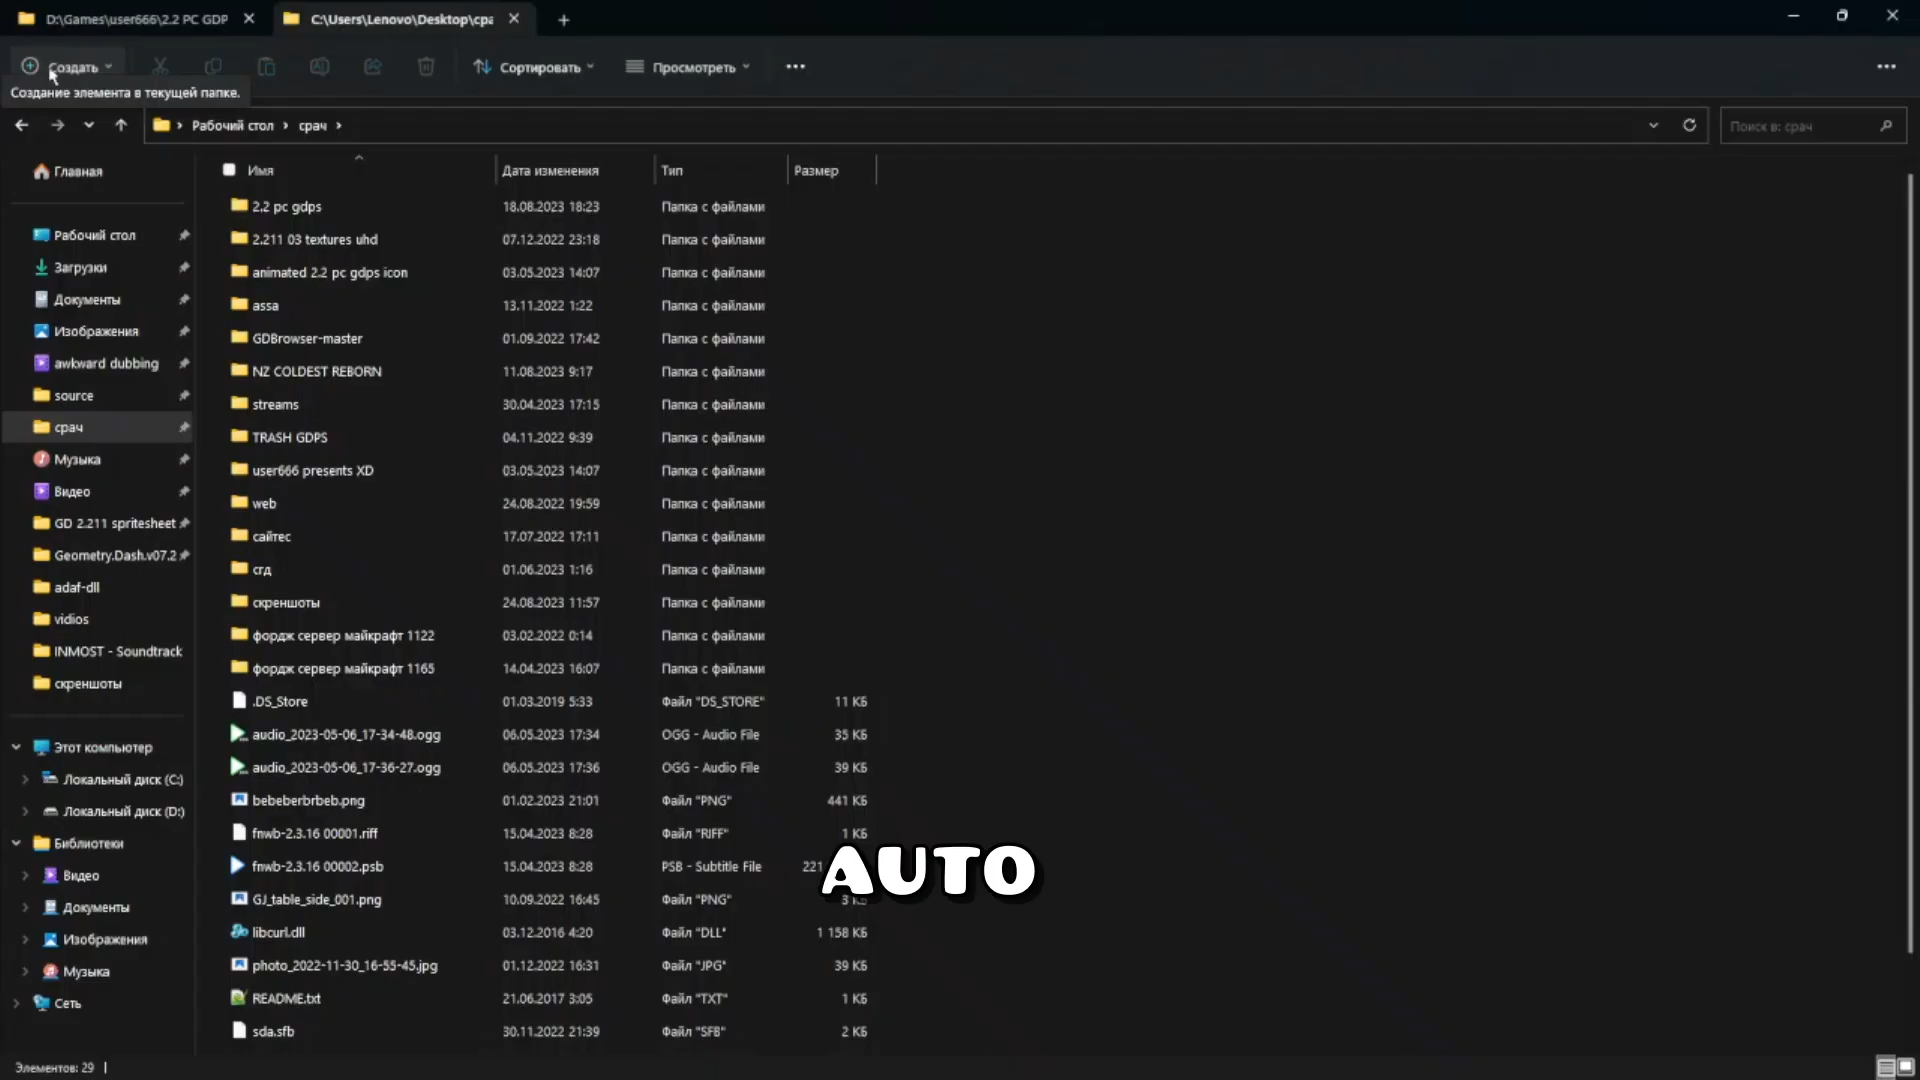 D:\Games\user666\2.2 PC GDP
C:\Users\Lenovo\Desktop\сра
Создать
Сортировать
Просмотреть
Создание элемента в текущей папке.
Рабочий стол › срач ›
Поиск в: срач
Главная
Рабочий стол
Загрузки
Документы
Изображения
awkward dubbing
source
срач
Музыка
Видео
GD 2.211 spritesheet
Geometry.Dash.v07.2
adaf-dll
vidios
INMOST - Soundtrack
скреншоты
Этот компьютер
Локальный диск (C:)
Локальный диск (D:)
Библиотеки
Видео
Документы
Изображения
Музыка
Сеть
Имя Дата изменения Тип Размер
2.2 pc gdps 18.08.2023 18:23 Папка с файлами
2.211 03 textures uhd 07.12.2022 23:18 Папка с файлами
animated 2.2 pc gdps icon 03.05.2023 14:07 Папка с файлами
assa 13.11.2022 1:22 Папка с файлами
GDBrowser-master 01.09.2022 17:42 Папка с файлами
NZ COLDEST REBORN 11.08.2023 9:17 Папка с файлами
streams 30.04.2023 17:15 Папка с файлами
TRASH GDPS 04.11.2022 9:39 Папка с файлами
user666 presents XD 03.05.2023 14:07 Папка с файлами
web 24.08.2022 19:59 Папка с файлами
сайтес 17.07.2022 17:11 Папка с файлами
сгд 01.06.2023 1:16 Папка с файлами
скреншоты 24.08.2023 11:57 Папка с файлами
фордж сервер майкрафт 1122 03.02.2022 0:14 Папка с файлами
фордж сервер майкрафт 1165 14.04.2023 16:07 Папка с файлами
.DS_Store 01.03.2019 5:33 Файл "DS_STORE" 11 КБ
audio_2023-05-06_17-34-48.ogg 06.05.2023 17:34 OGG - Audio File 35 КБ
audio_2023-05-06_17-36-27.ogg 06.05.2023 17:36 OGG - Audio File 39 КБ
bebeberbrbeb.png 01.02.2023 21:01 Файл "PNG" 441 КБ
fnwb-2.3.16 00001.riff 15.04.2023 8:28 Файл "RIFF" 1 КБ
fnwb-2.3.16 00002.psb 15.04.2023 8:28 PSB - Subtitle File 221
GJ_table_side_001.png 10.09.2022 16:45 Файл "PNG" 3 КБ
libcurl.dll 03.12.2016 4:20 Файл "DLL" 1 158 КБ
photo_2022-11-30_16-55-45.jpg 01.12.2022 16:31 Файл "JPG" 39 КБ
README.txt 21.06.2017 3:05 Файл "TXT" 1 КБ
sda.sfb 30.11.2022 21:39 Файл "SFB" 2 КБ
AUTO
Элементов: 29